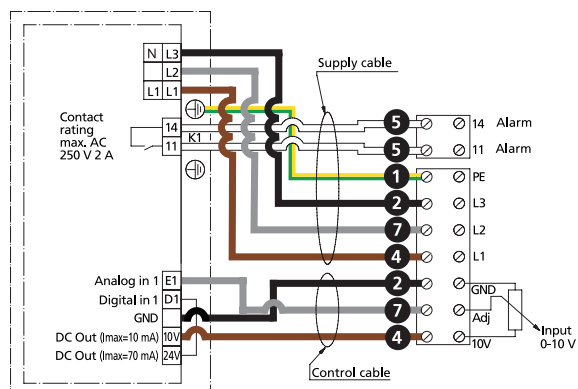 N L3
L2
L1 L1
Supply cable
Contact
rating
max. AC
250 V 2 A
14
K1
11
5 14 Alarm
5 11 Alarm
1 PE
2 L3
7 L2
4 L1
Analog in 1 E1
Digital in 1 D1
GND
DC Out (Imax=10 mA) 10V
DC Out (Imax=70 mA) 24V
2 GND
7 Adj
4 10V
Input
0-10 V
Control cable